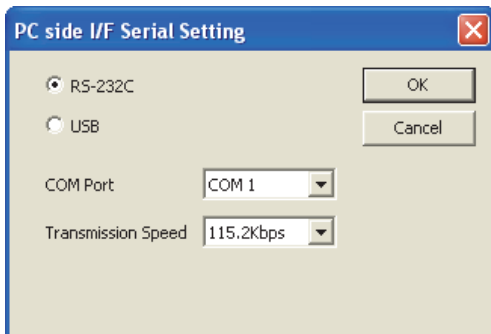 PC side I/F Serial Setting
RS-232C
OK
USB
Cancel
COM Port
COM 1
Transmission Speed
115.2Kbps